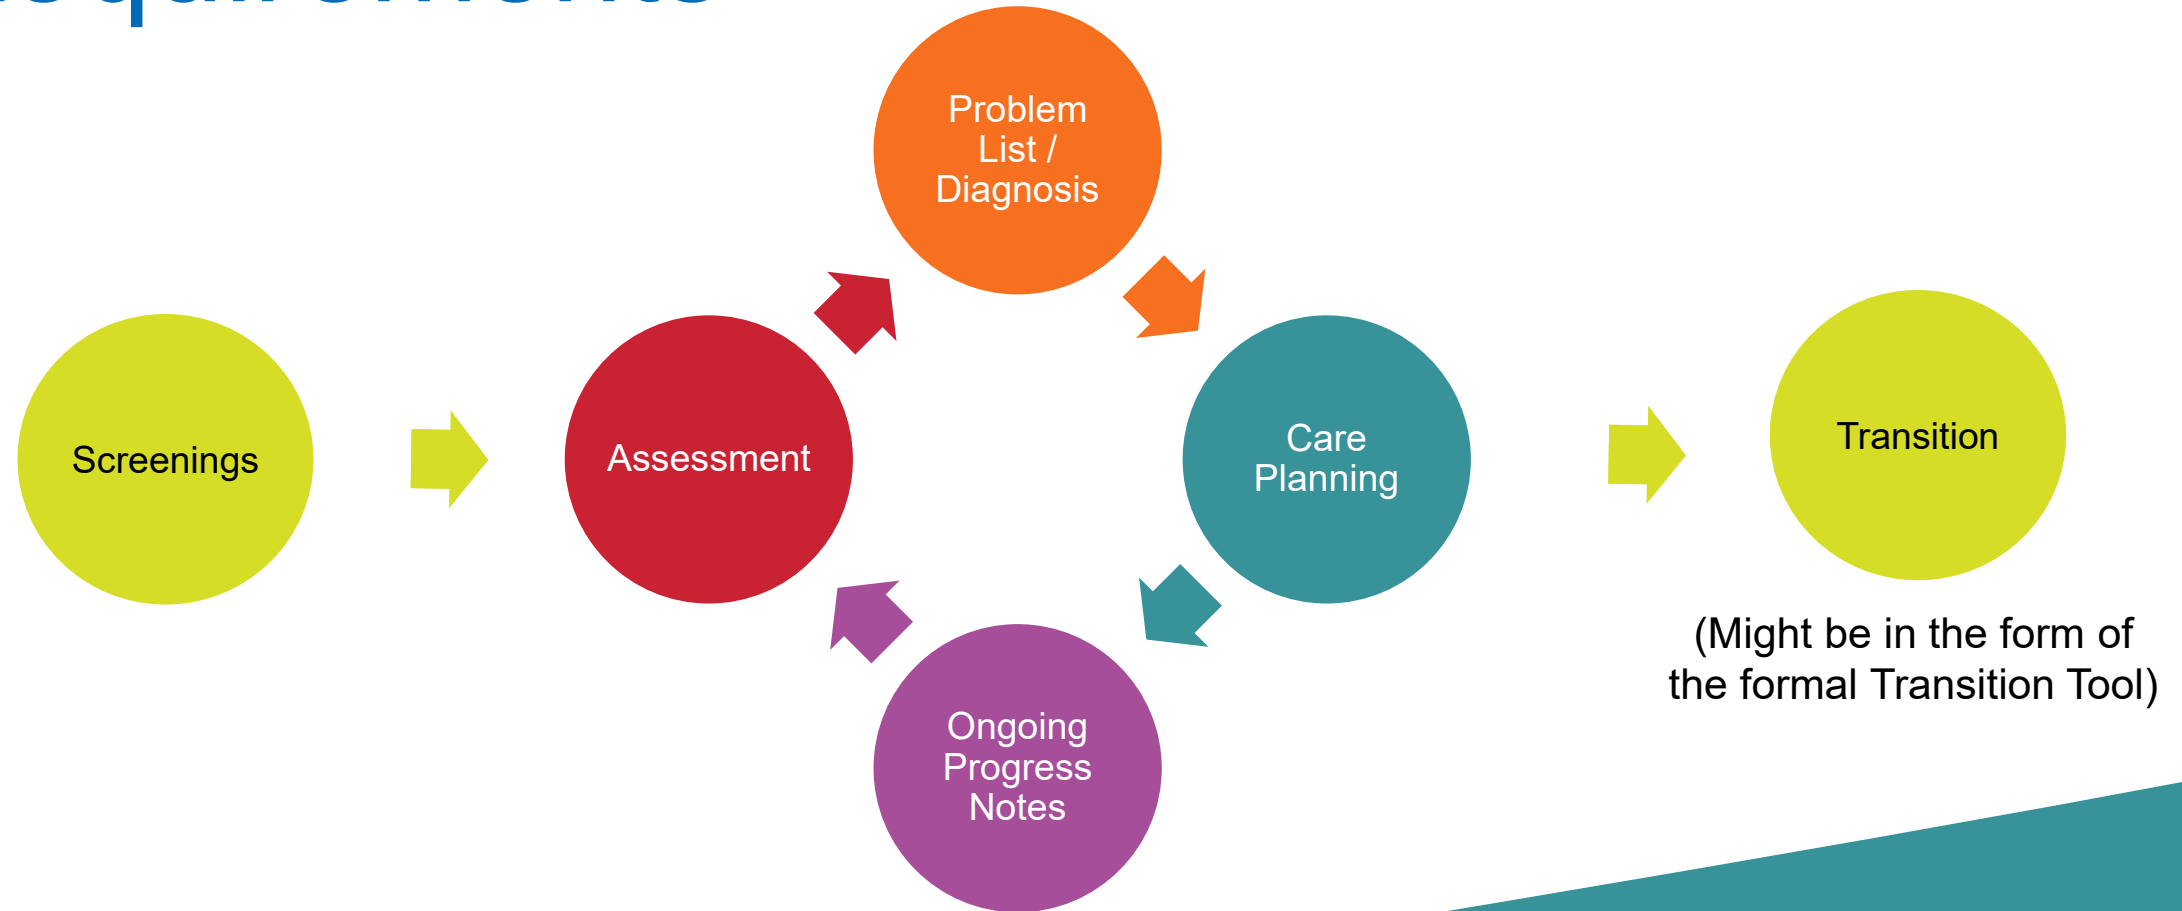 Screenings
Assessment
Problem
List /
Diagnosis
Care
Planning
Ongoing
Progress
Notes
Transition
(Might be in the form of
the formal Transition Tool)